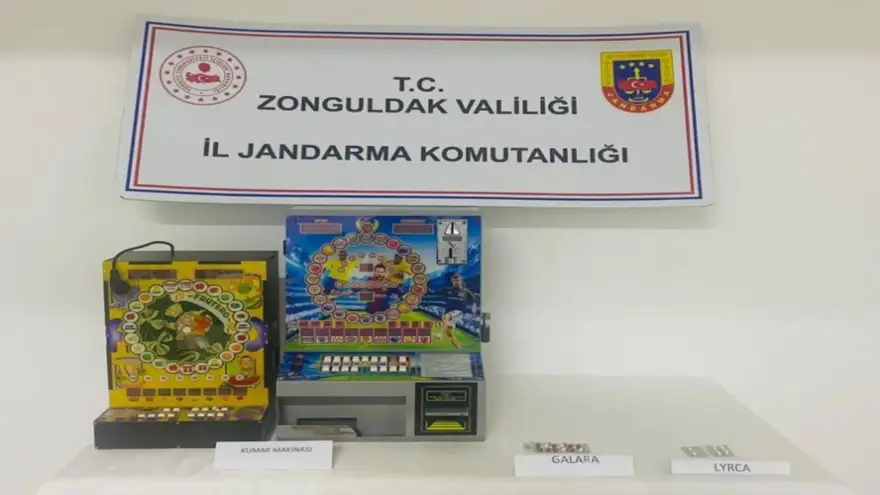 T.C.
ZONGULDAK VALİLİĞİ
İL JANDARMA KOMUTANLIĞI
JANDARMA
KUMAR MAKİNASI
GALARA
LYRCA